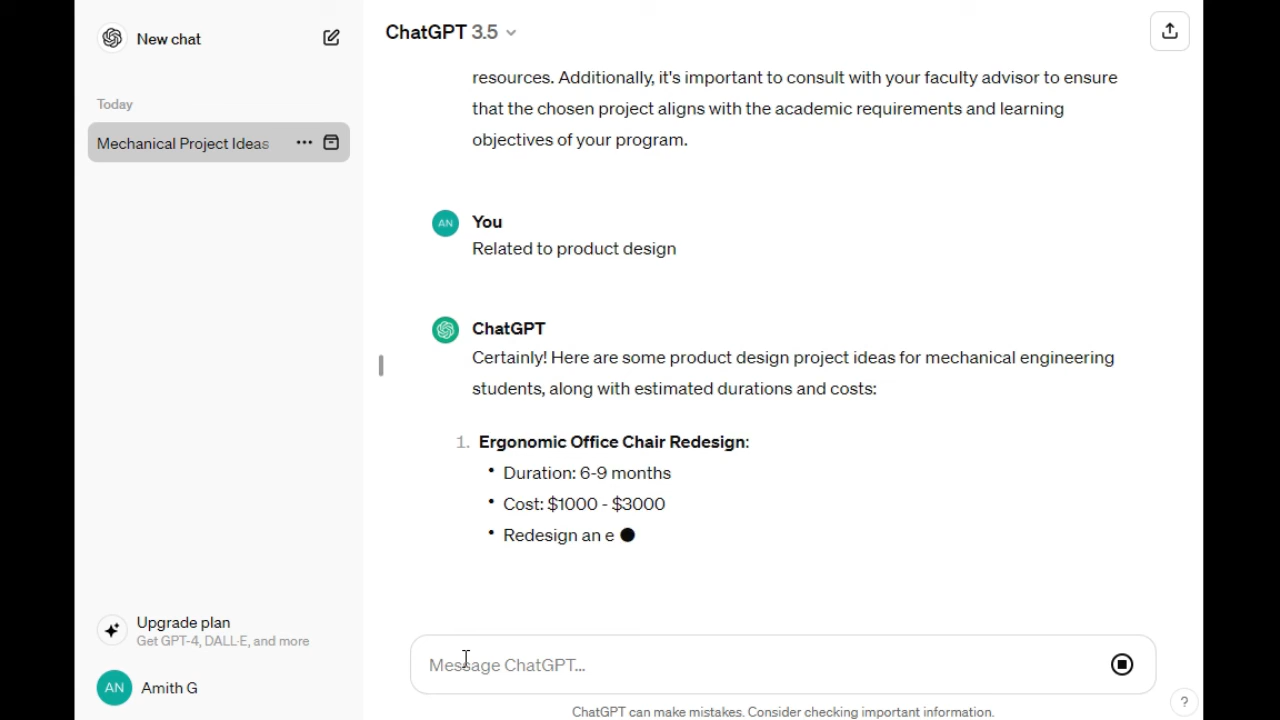 New chat
Today
Mechanical Project Ideas
Upgrade plan
Get GPT-4, DALL·E, and more
AN
Amith G
ChatGPT 3.5
resources. Additionally, it's important to consult with your faculty advisor to ensure
that the chosen project aligns with the academic requirements and learning
objectives of your program.
AN
You
Related to product design
ChatGPT
Certainly! Here are some product design project ideas for mechanical engineering
students, along with estimated durations and costs:
1. Ergonomic Office Chair Redesign:
• Duration: 6-9 months
• Cost: $1000 - $3000
• Redesign an e
Message ChatGPT...
ChatGPT can make mistakes. Consider checking important information.
?